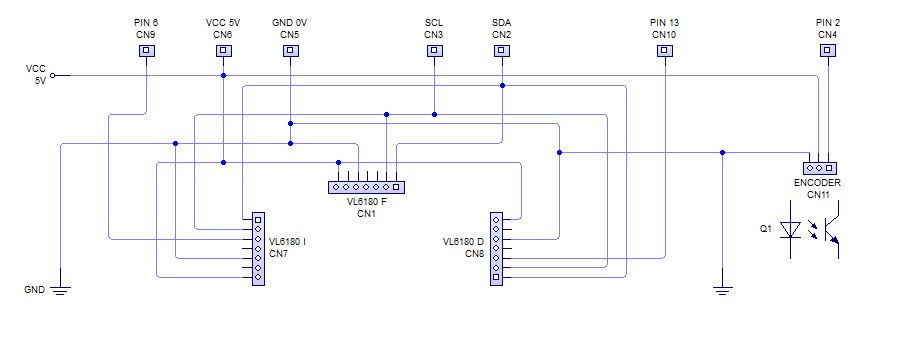 PIN 6
CN9
VCC 5V
CN6
GND 0V
CN5
SCL
CN3
SDA
CN2
PIN 13
CN10
PIN 2
CN4
VCC
5V
VL6180 F
CN1
ENCODER
CN11
VL6180 I
CN7
VL6180 D
CN8
Q1
GND